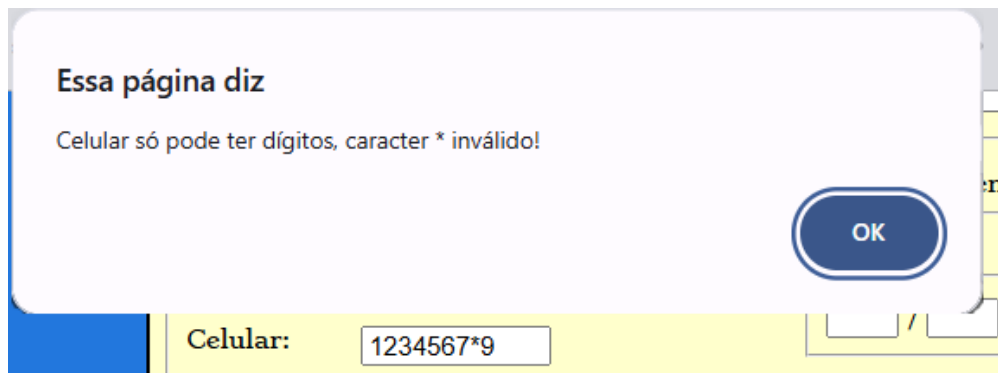 Essa página diz
Celular só pode ter dígitos, caracter * inválido!
OK
/
Celular: 1234567*9